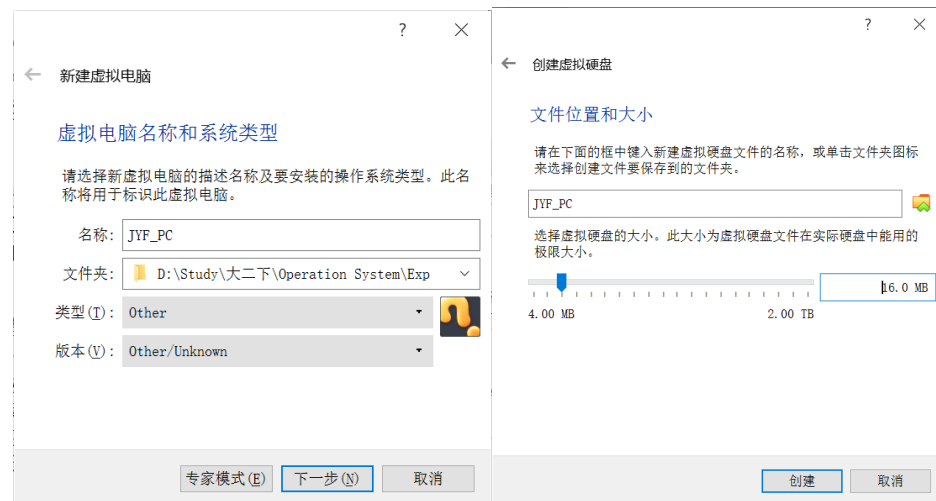 新建虚拟电脑
虚拟电脑名称和系统类型
请选择新虚拟电脑的描述名称及要安装的操作系统类型。此名
称将用于标识此虚拟电脑。
名称: JYF_PC
文件夹: D:\Study\大二下\Operation System\Exp
类型(T): Other
版本(V): Other/Unknown
专家模式(E) 下一步(N) 取消
创建虚拟硬盘
文件位置和大小
请在下面的框中键入新建虚拟硬盘文件的名称，或单击文件夹图标
来选择创建文件要保存到的文件夹。
JYF_PC
选择虚拟硬盘的大小。此大小为虚拟硬盘文件在实际硬盘中能用的
极限大小。
16.0 MB
4.00 MB 2.00 TB
创建 取消